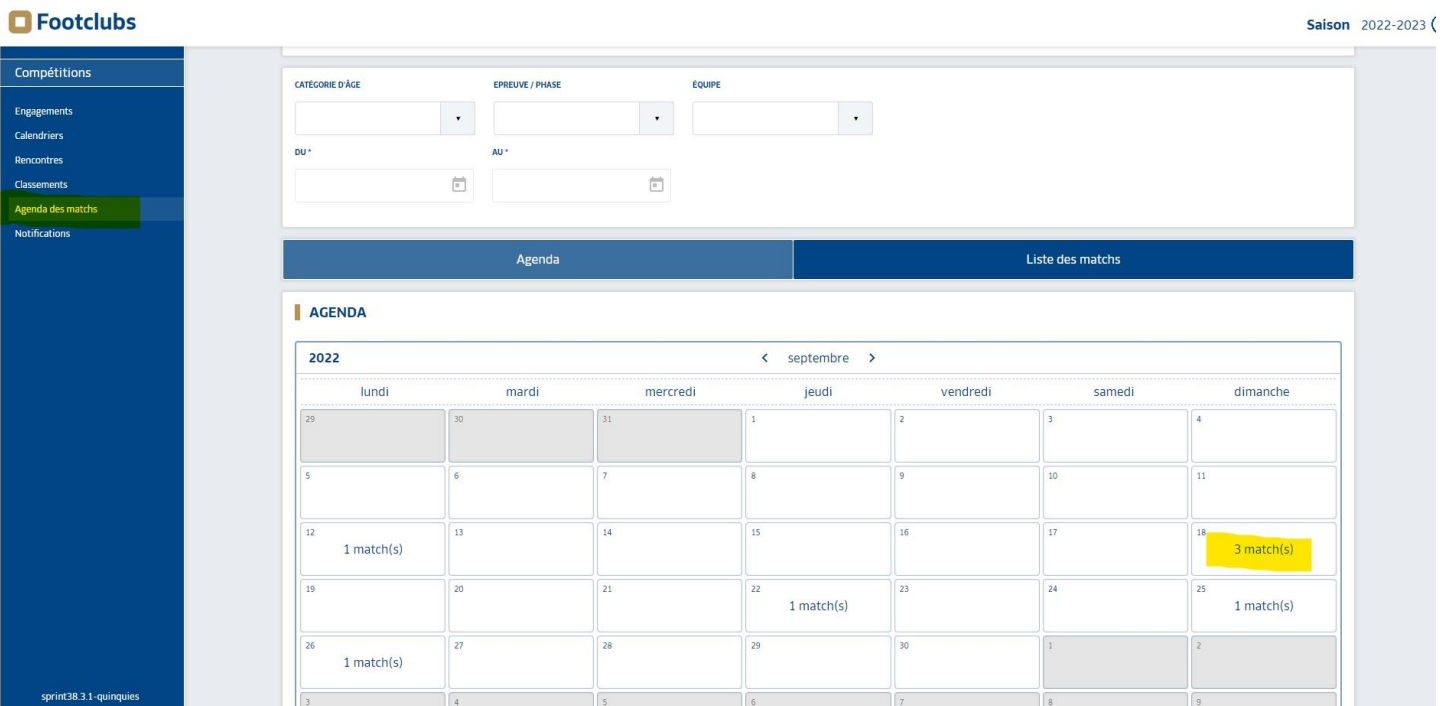 Footclubs
Saison 2022-2023
Compétitions
Engagements
Calendriers
Rencontres
Classements
Agenda des matchs
Notifications
sprint38.3.1-quinquies
CATÉGORIE D'ÂGE EPREUVE / PHASE ÉQUIPE
DU * AU *
Agenda Liste des matchs
AGENDA
2022 < septembre >
lundi mardi mercredi jeudi vendredi samedi dimanche
29 30 31 1 2 3 4
5 6 7 8 9 10 11
12 13 14 15 16 17 18
1 match(s) 3 match(s)
19 20 21 22 23 24 25
1 match(s) 1 match(s)
26 27 28 29 30 1 2
1 match(s)
3 4 5 6 7 8 9